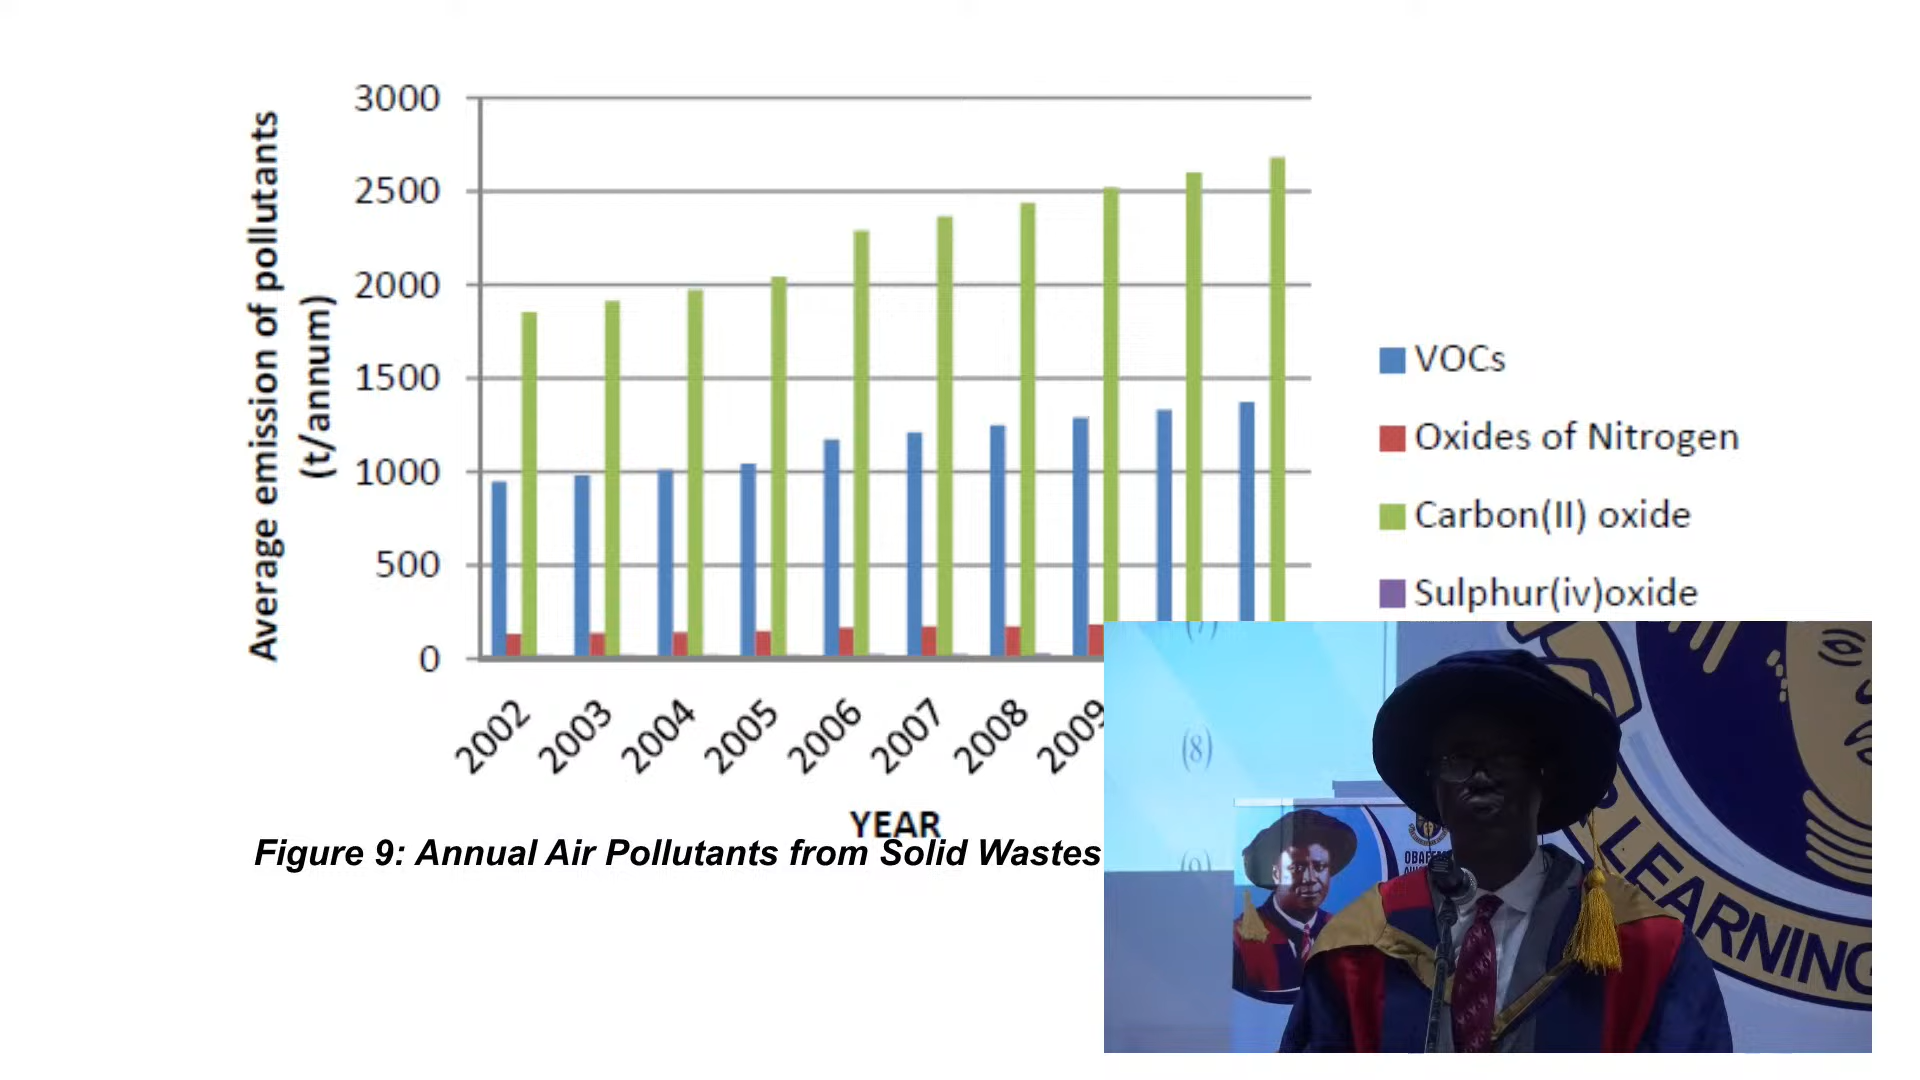 Average emission of pollutants
(t/annum)
3000
2500
2000
1500
1000
500
0
2002
2003
2004
2005
2006
2007
2008
2009
YEAR
VOCs
Oxides of Nitrogen
Carbon(II) oxide
Sulphur(iv)oxide
Figure 9: Annual Air Pollutants from Solid Wastes
(8)
LEARNING